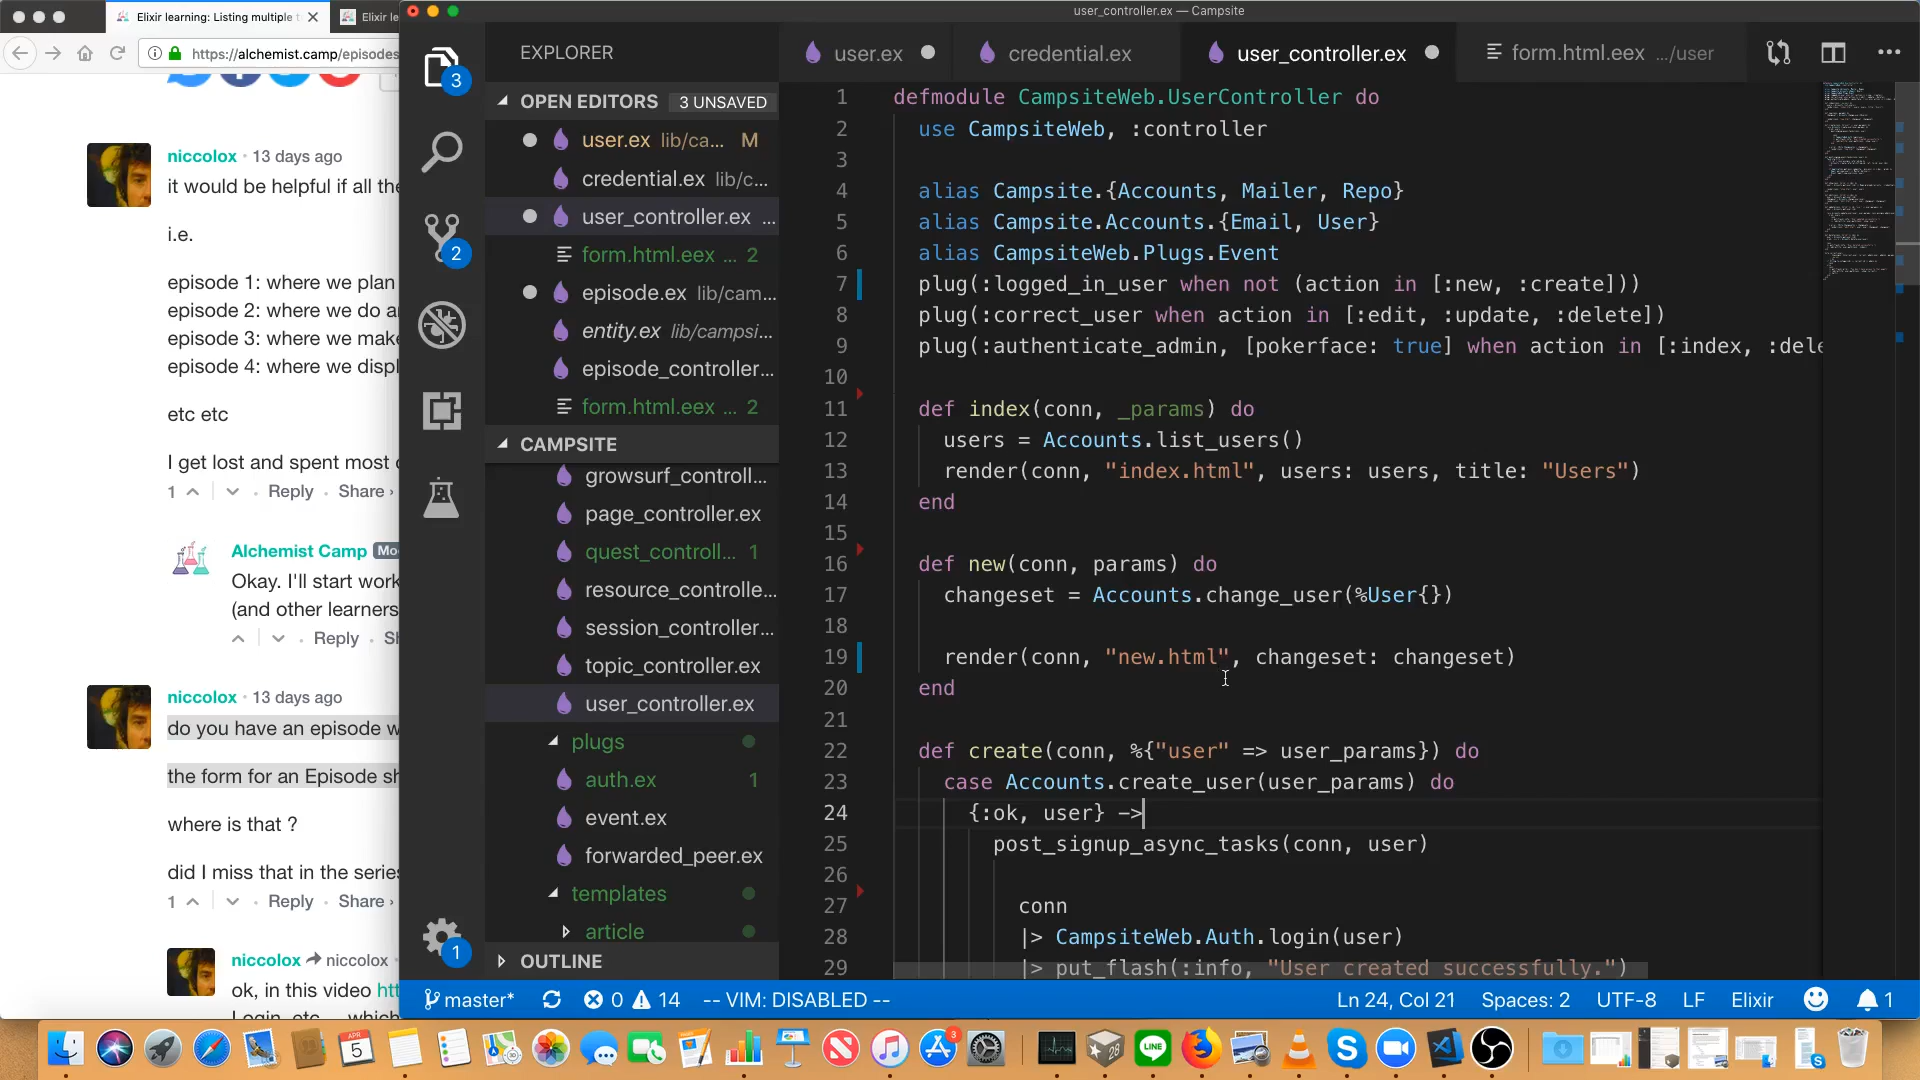 user_controller.ex — Campsite
Elixir learning: Listing multiple
Elixir le
https://alchemist.camp/episodes
niccolox · 13 days ago
it would be helpful if all the
i.e.
episode 1: where we plan
episode 2: where we do
episode 3: where we make
episode 4: where we displ
etc etc
I get lost and spent most
1 Reply Share ›
Alchemist Camp Mo
Okay. I'll start work
(and other learners
Reply
niccolox · 13 days ago
do you have an episode w
the form for an Episode sh
where is that ?
did I miss that in the series
1 Reply Share ›
niccolox niccolox
ok, in this video
EXPLORER
OPEN EDITORS 3 UNSAVED
user.ex lib/ca... M
credential.ex lib/c...
user_controller.ex ...
form.html.eex ... 2
episode.ex lib/cam...
entity.ex lib/campsi...
episode_controller...
form.html.eex ... 2
CAMPSITE
growsurf_controll...
page_controller.ex
quest_controll... 1
resource_controlle...
session_controller...
topic_controller.ex
user_controller.ex
plugs
auth.ex 1
event.ex
forwarded_peer.ex
templates
article
OUTLINE
3
2
1
user.ex
credential.ex
user_controller.ex
form.html.eex .../user
1 defmodule CampsiteWeb.UserController do
2 use CampsiteWeb, :controller
3
4 alias Campsite.{Accounts, Mailer, Repo}
5 alias Campsite.Accounts.{Email, User}
6 alias CampsiteWeb.Plugs.Event
7 plug(:logged_in_user when not (action in [:new, :create]))
8 plug(:correct_user when action in [:edit, :update, :delete])
9 plug(:authenticate_admin, [pokerface: true] when action in [:index, :dele
10
11 def index(conn, _params) do
12 users = Accounts.list_users()
13 render(conn, "index.html", users: users, title: "Users")
14 end
15
16 def new(conn, params) do
17 changeset = Accounts.change_user(%User{})
18
19 render(conn, "new.html", changeset: changeset)
20 end
21
22 def create(conn, %{"user" => user_params}) do
23 case Accounts.create_user(user_params) do
24 {:ok, user} ->
25 post_signup_async_tasks(conn, user)
26
27 conn
28 |> CampsiteWeb.Auth.login(user)
29 |> put_flash(:info, "User created successfully.")
master* 0 14 -- VIM: DISABLED -- Ln 24, Col 21 Spaces: 2 UTF-8 LF Elixir 1
APR 5
3
28
LINE